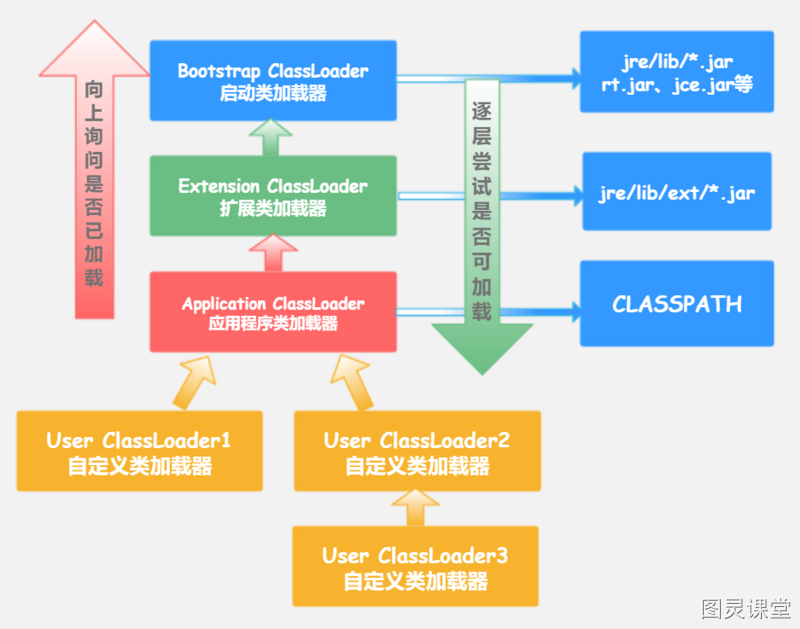 向上询问是否已加载
Bootstrap ClassLoader
启动类加载器
jre/lib/*.jar
rt.jar、jce.jar等
逐层尝试是否可加载
Extension ClassLoader
扩展类加载器
jre/lib/ext/*.jar
Application ClassLoader
应用程序类加载器
CLASSPATH
User ClassLoader1
自定义类加载器
User ClassLoader2
自定义类加载器
User ClassLoader3
自定义类加载器
图灵课堂